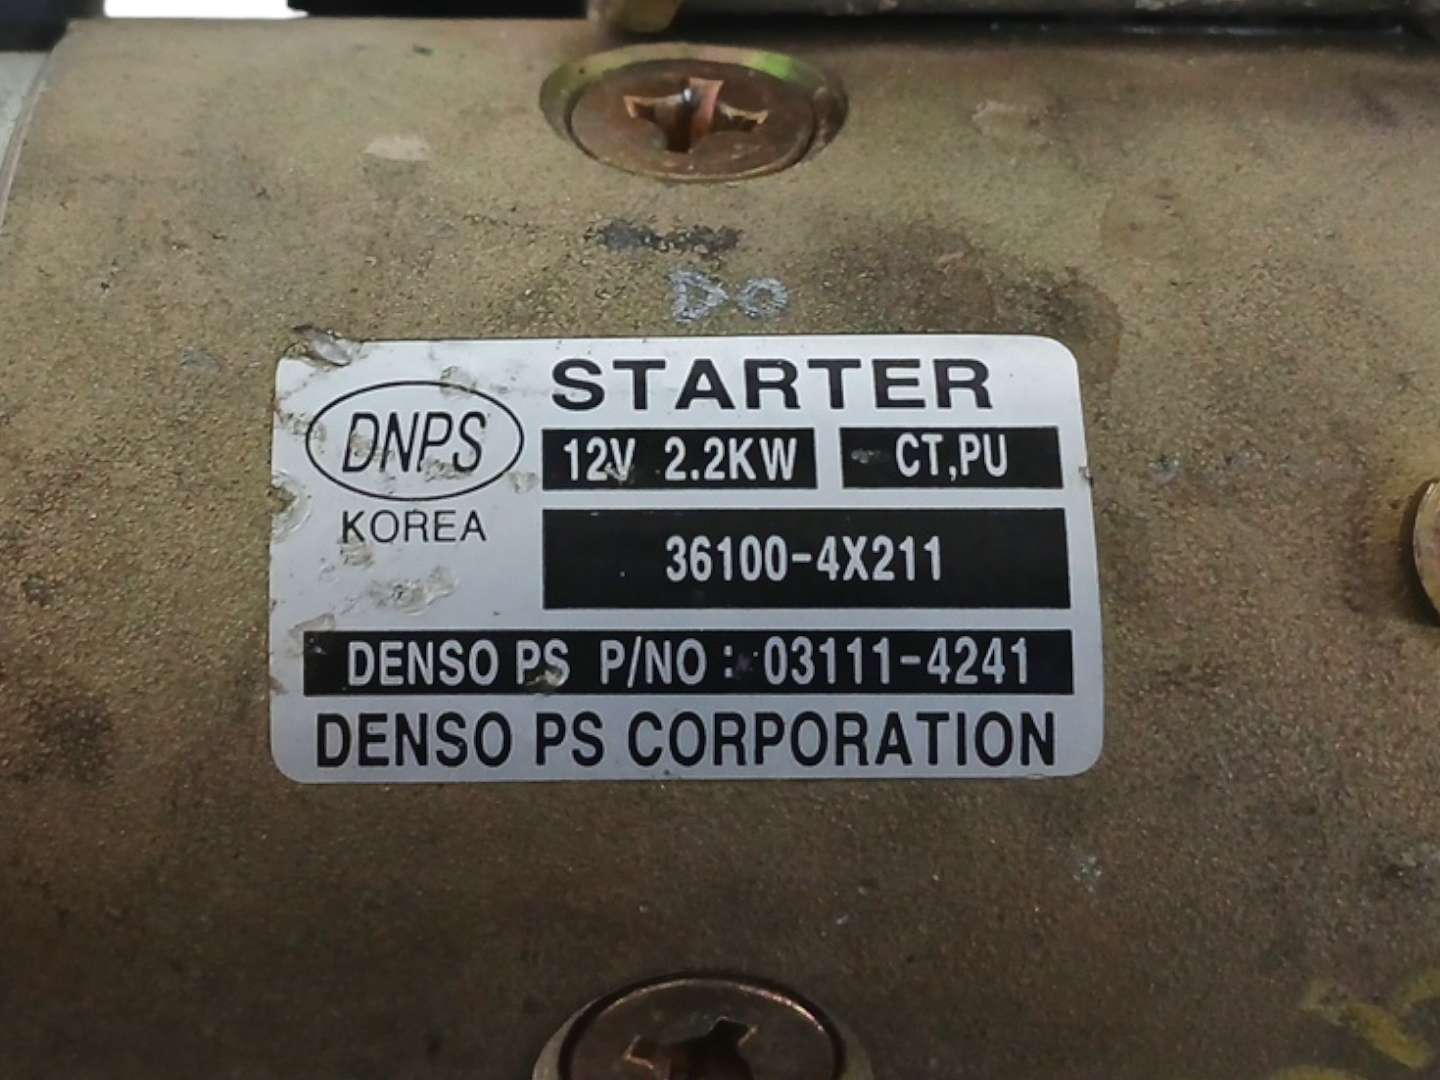 DO
STARTER
DNPS
12V 2.2KW CT,PU
KOREA
36100-4X211
DENSO PS P/NO: 03111-4241
DENSO PS CORPORATION